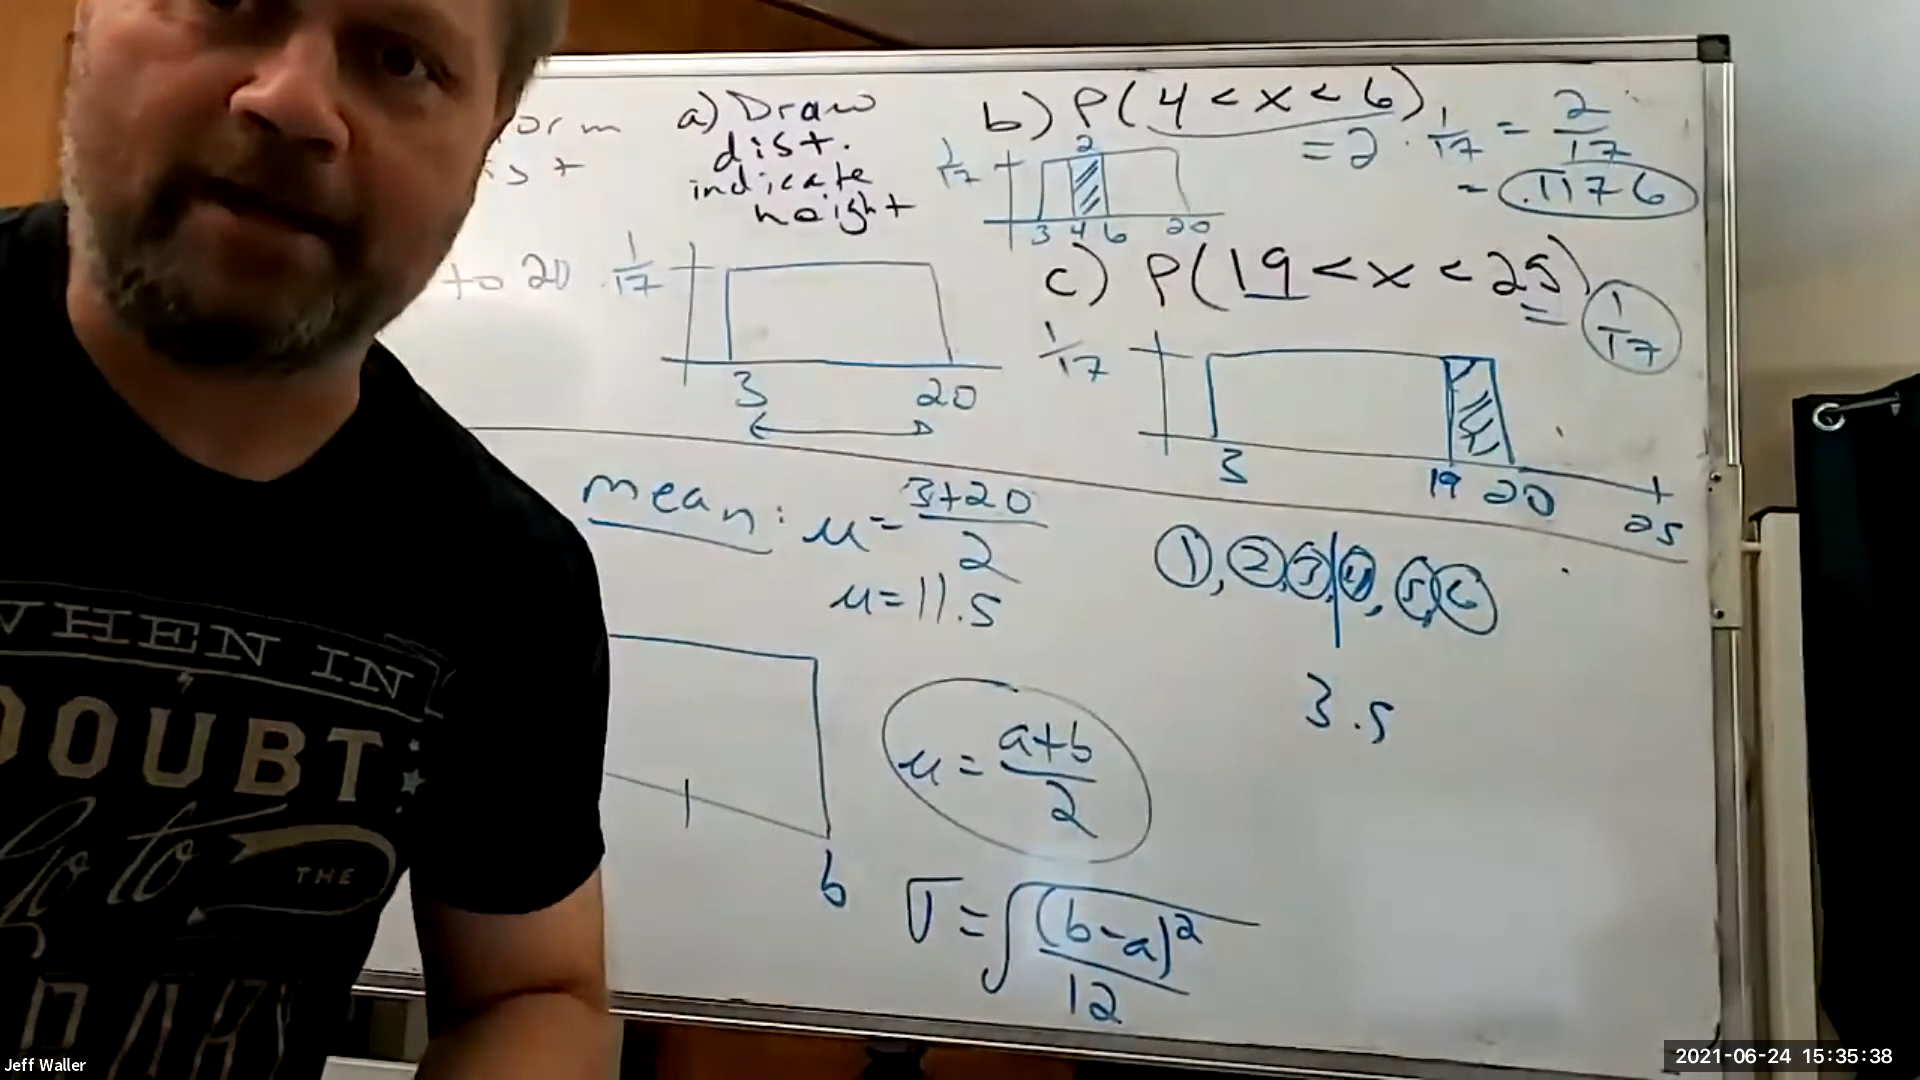 orm
ist
to 20
a) Draw
dist.
indicate
height
1/17
3
20
b) P(4 < x < 6)
= 2 · 1/17 = 2/17
= .1176
1/17
2
3 4 6 20
c) P(19 < x < 25)
1/17
1/17
3
19 20
25
mean: μ = 3+20/2
μ = 11.5
1, 2, 3, 4, 5, 6
3.5
μ = a+b/2
b
σ = √(b-a)²/12
WHEN IN
DOUBT
Go to
THE
Jeff Waller
2021-06-24 15:35:38